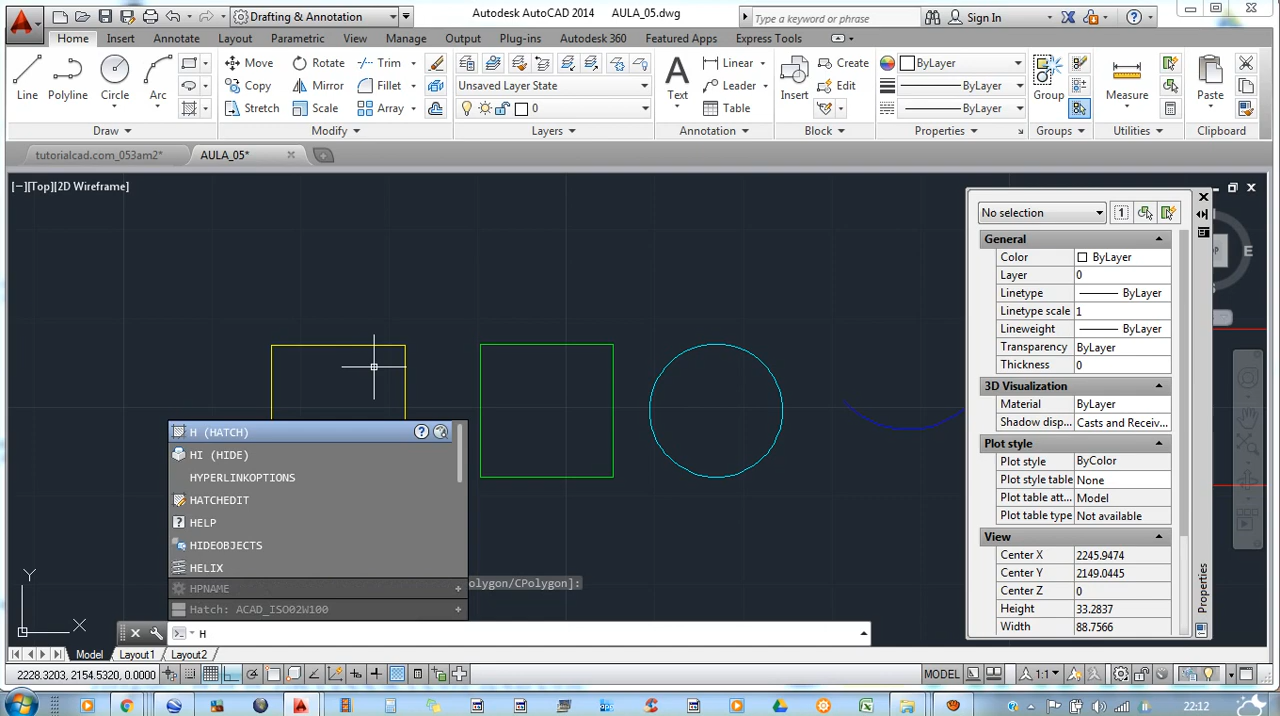 Drafting & Annotation
Autodesk AutoCAD 2014 AULA_05.dwg
Type a keyword or phrase
Sign In
Home Insert Annotate Layout Parametric View Manage Output Plug-ins Autodesk 360 Featured Apps Express Tools
Line Polyline Circle Arc
Move Rotate Trim
Copy Mirror Fillet
Stretch Scale Array
Unsaved Layer State
0
Text
Linear
Leader
Table
Insert
Create
Edit
ByLayer
ByLayer
ByLayer
Group
Measure
Paste
Draw Modify Layers Annotation Block Properties Groups Utilities Clipboard
tutorialcad.com_053am2* AULA_05*
[−][Top][2D Wireframe]
No selection
General
Color ByLayer
Layer 0
Linetype ByLayer
Linetype scale 1
Lineweight ByLayer
Transparency ByLayer
Thickness 0
3D Visualization
Material ByLayer
Shadow disp... Casts and Receiv...
Plot style
Plot style ByColor
Plot style table None
Plot table att... Model
Plot table type Not available
View
Center X 2245.9474
Center Y 2149.0445
Center Z 0
Height 33.2837
Width 88.7566
Properties
E
H (HATCH)
HI (HIDE)
HYPERLINKOPTIONS
HATCHEDIT
HELP
HIDEOBJECTS
HELIX
HPNAME
Hatch: ACAD_ISO02W100
olygon/CPolygon]:
H
Y
X
Model Layout1 Layout2
2228.3203, 2154.5320, 0.0000
MODEL
1:1
22:12